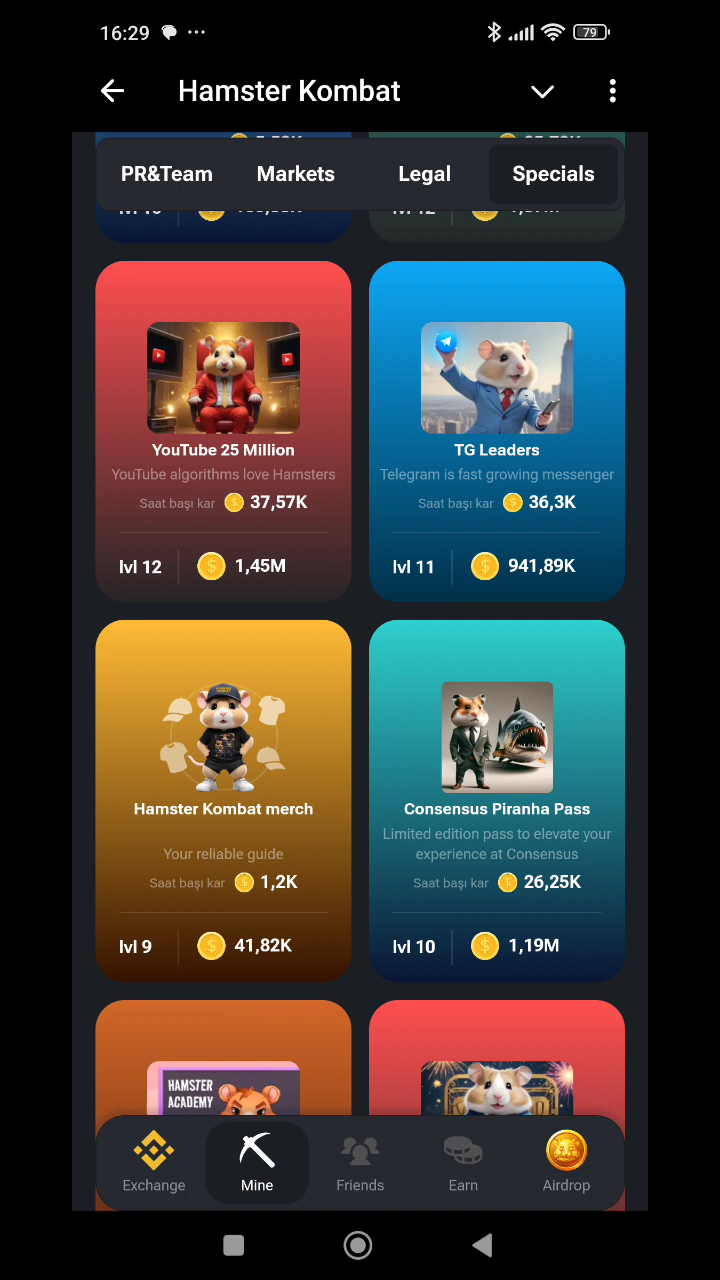 16:29
79
Hamster Kombat
PR&Team Markets Legal Specials
YouTube 25 Million
YouTube algorithms love Hamsters
Saat başı kar 37,57K
lvl 12 1,45M
TG Leaders
Telegram is fast growing messenger
Saat başı kar 36,3K
lvl 11 941,89K
Hamster Kombat merch
Your reliable guide
Saat başı kar 1,2K
lvl 9 41,82K
Consensus Piranha Pass
Limited edition pass to elevate your
experience at Consensus
Saat başı kar 26,25K
lvl 10 1,19M
HAMSTER
ACADEMY
Exchange Mine Friends Earn Airdrop